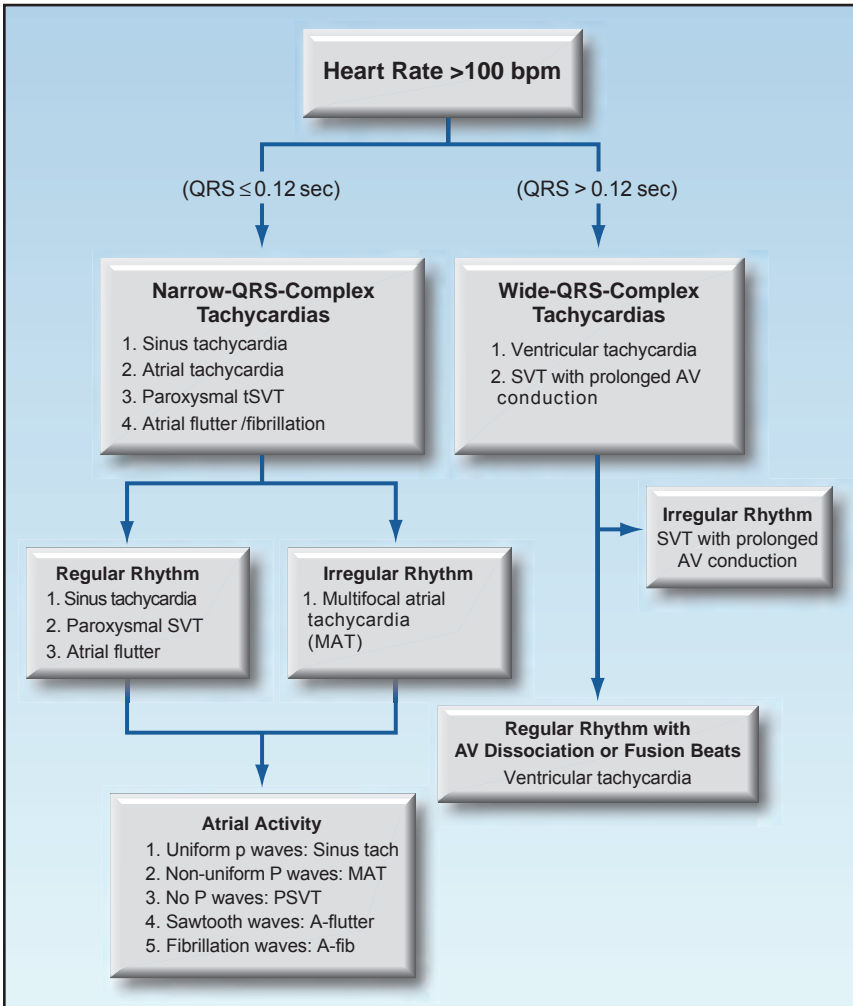 Heart Rate >100 bpm
(QRS ≤ 0.12 sec)
(QRS > 0.12 sec)
Narrow-QRS-Complex
Tachycardias
1. Sinus tachycardia
2. Atrial tachycardia
3. Paroxysmal tSVT
4. Atrial flutter /fibrillation
Wide-QRS-Complex
Tachycardias
1. Ventricular tachycardia
2. SVT with prolonged AV
conduction
Irregular Rhythm
SVT with prolonged
AV conduction
Regular Rhythm
1. Sinus tachycardia
2. Paroxysmal SVT
3. Atrial flutter
Irregular Rhythm
1. Multifocal atrial
tachycardia
(MAT)
Regular Rhythm with
AV Dissociation or Fusion Beats
Ventricular tachycardia
Atrial Activity
1. Uniform p waves: Sinus tach
2. Non-uniform P waves: MAT
3. No P waves: PSVT
4. Sawtooth waves: A-flutter
5. Fibrillation waves: A-fib